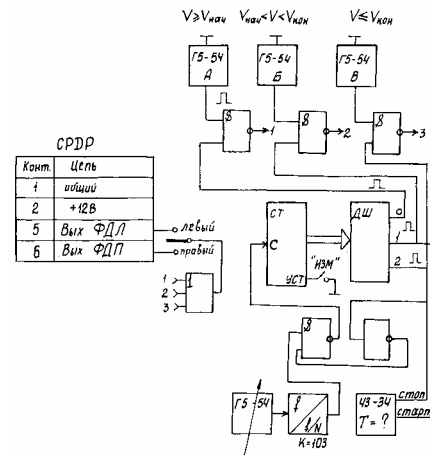 V≥Vнач Vнач<V<Vкон V≤Vкон
Г5-54 А
Г5-54 Б
Г5-54 В
& 1
& 2
& 3
СРДР
Конт. Цепь
1 общий
2 +12В
5 Вых ФДЛ
6 Вых ФДП
левый
правый
1
2
3
1
СТ
С
УСТ
"ИЗМ"
ДШ
0
1
2
&
Г5-54
f
f/N
К=103
ЧЗ-34
Т=?
стоп
старт